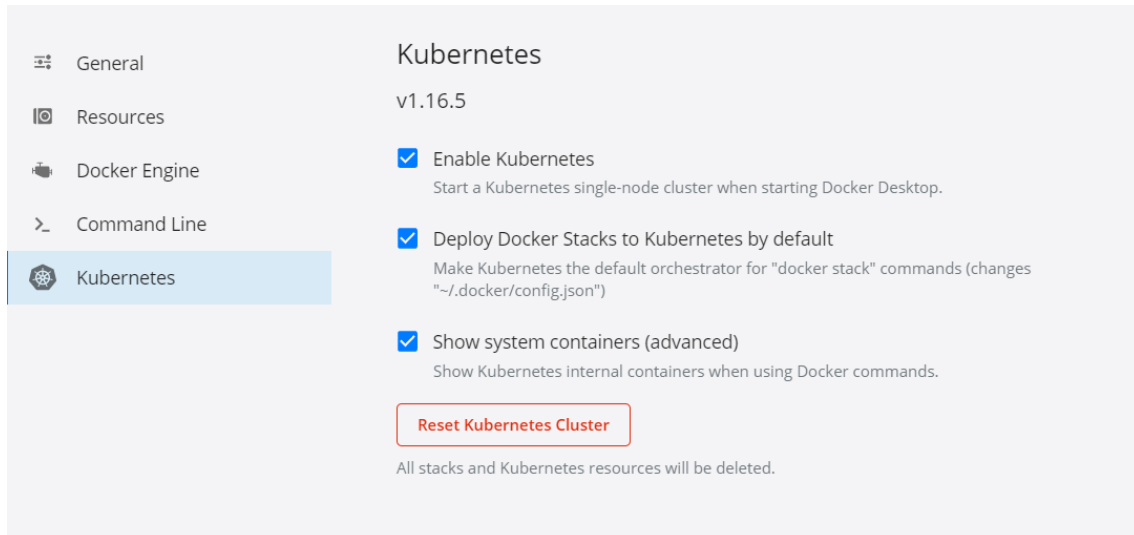 General
Resources
Docker Engine
Command Line
Kubernetes
Kubernetes
v1.16.5
Enable Kubernetes
Start a Kubernetes single-node cluster when starting Docker Desktop.
Deploy Docker Stacks to Kubernetes by default
Make Kubernetes the default orchestrator for "docker stack" commands (changes
"~/.docker/config.json")
Show system containers (advanced)
Show Kubernetes internal containers when using Docker commands.
Reset Kubernetes Cluster
All stacks and Kubernetes resources will be deleted.